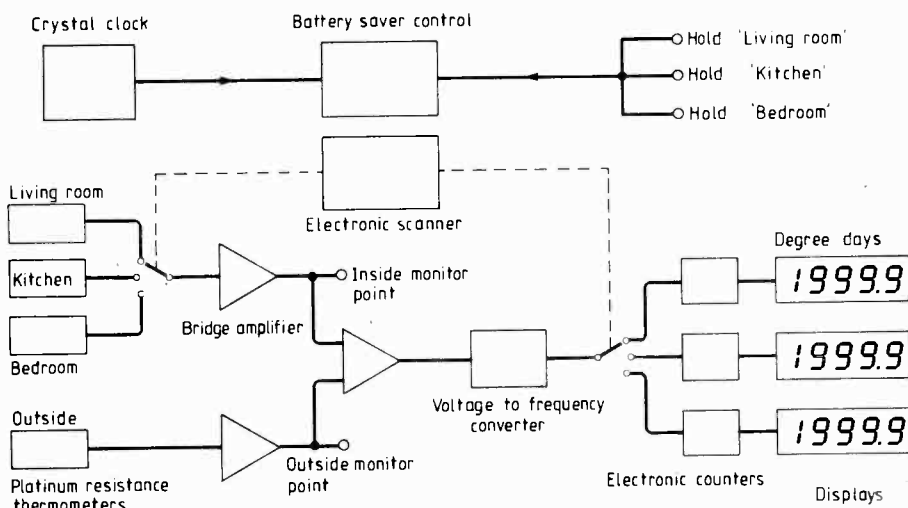 Crystal clock
Battery saver control
Hold 'Living room'
Hold 'Kitchen'
Hold 'Bedroom'
Electronic scanner
Living room
Kitchen
Bedroom
Bridge amplifier
Inside monitor
point
Outside
Platinum resistance
thermometers
Outside monitor
point
Voltage to frequency
converter
Degree days
1999.9
1999.9
1999.9
Electronic counters
Displays